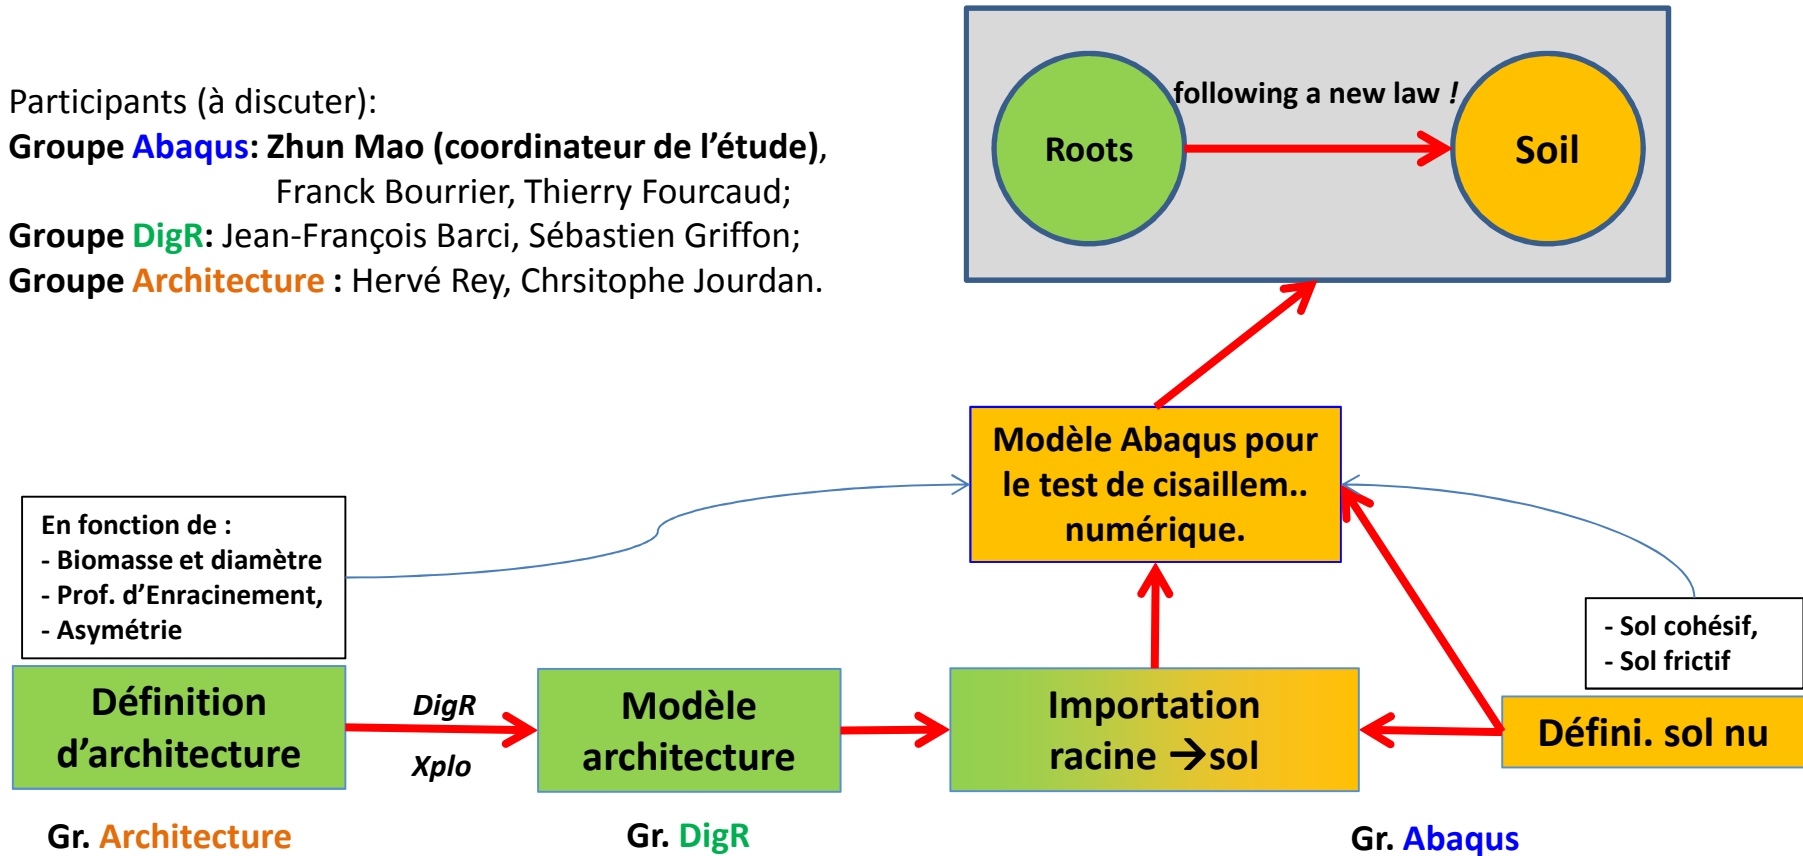 Participants (à discuter):
Groupe Abaqus: Zhun Mao (coordinateur de l'étude),
Franck Bourrier, Thierry Fourcaud;
Groupe DigR: Jean-François Barci, Sébastien Griffon;
Groupe Architecture : Hervé Rey, Chrsitophe Jourdan.
following a new law !
Roots
Soil
Modèle Abaqus pour
le test de cisaillem..
numérique.
En fonction de :
- Biomasse et diamètre
- Prof. d'Enracinement,
- Asymétrie
- Sol cohésif,
- Sol frictif
Définition
d'architecture
DigR
Xplo
Modèle
architecture
Importation
racine →sol
Défini. sol nu
Gr. Architecture
Gr. DigR
Gr. Abaqus